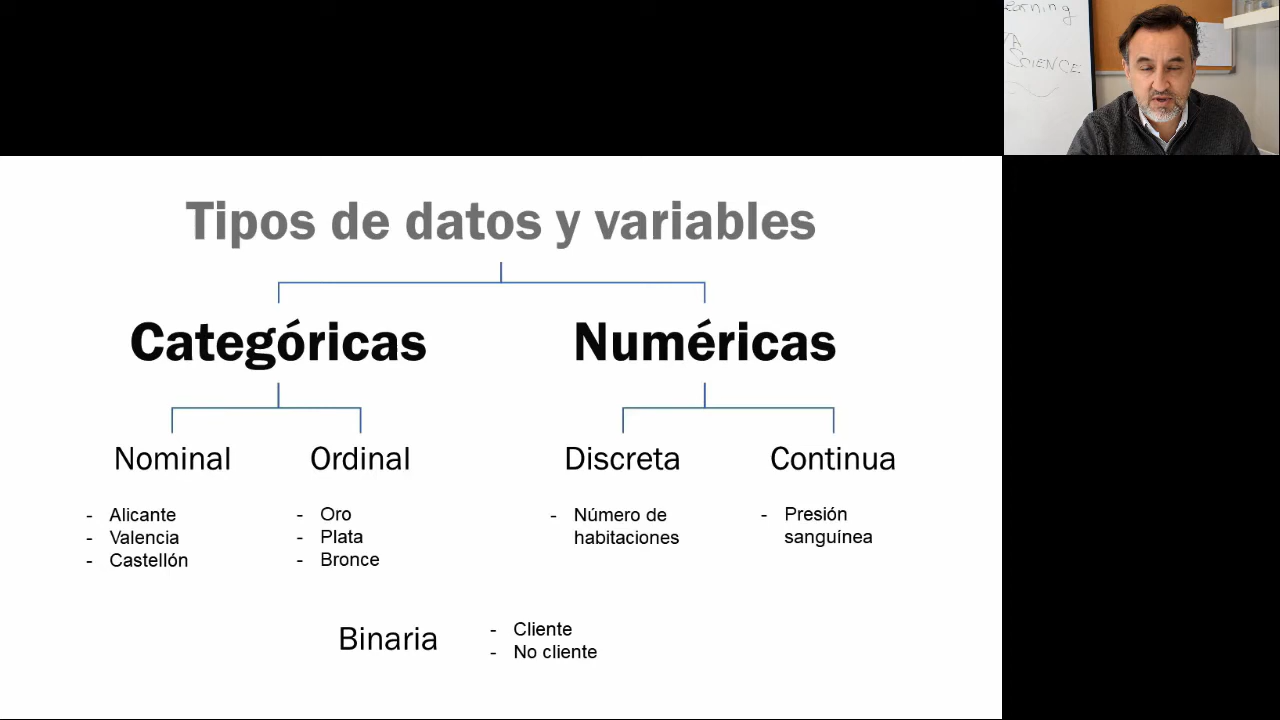 SCIENCE
Tipos de datos y variables
Categóricas
Numéricas
Nominal
Ordinal
Discreta
Continua
- Alicante
- Valencia
- Castellón
- Oro
- Plata
- Bronce
- Número de
habitaciones
- Presión
sanguínea
Binaria
- Cliente
- No cliente